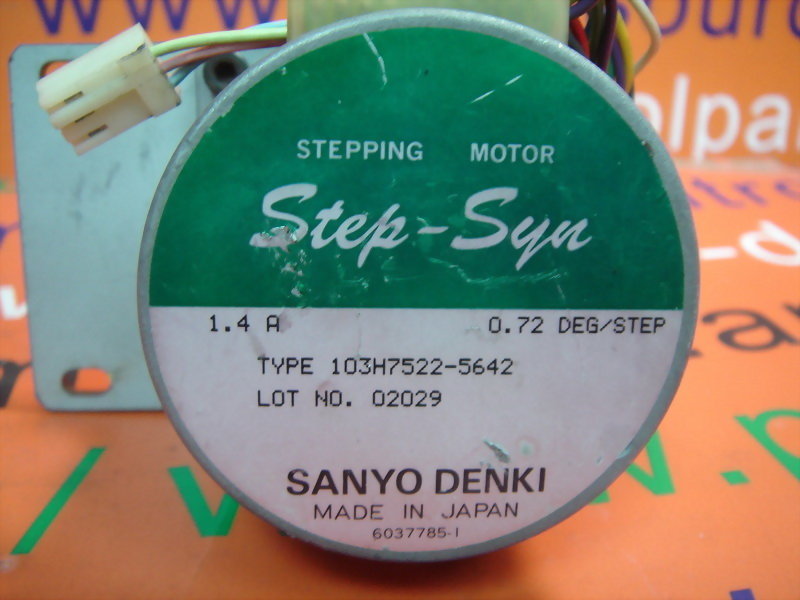 STEPPING MOTOR
Step-Syn
1.4 A 0.72 DEG/STEP
TYPE 103H7522-5642
LOT NO. 02029
SANYO DENKI
MADE IN JAPAN
6037785-1